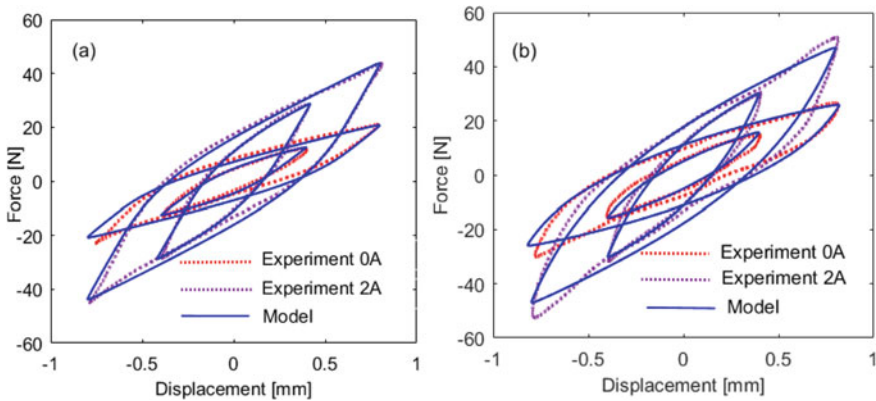 60
(a)
40
20
0
-20
-40
-60
Force [N]
Experiment 0A
Experiment 2A
Model
-1
-0.5
0
0.5
1
Displacement [mm]
60
(b)
40
20
0
-20
-40
-60
Force [N]
Experiment 0A
Experiment 2A
Model
-1
-0.5
0
0.5
1
Displacement [mm]